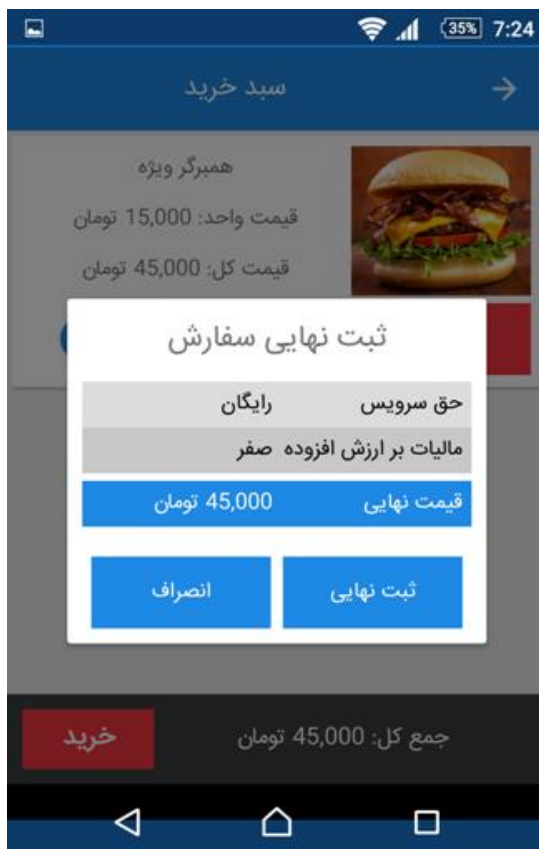 35% 7:24
سبد خرید
همبرگر ویژه
قیمت واحد: 15,000 تومان
قیمت کل: 45,000 تومان
ثبت نهایی سفارش
حق سرویس رایگان
مالیات بر ارزش افزوده صفر
قیمت نهایی 45,000 تومان
ثبت نهایی انصراف
جمع کل: 45,000 تومان خرید